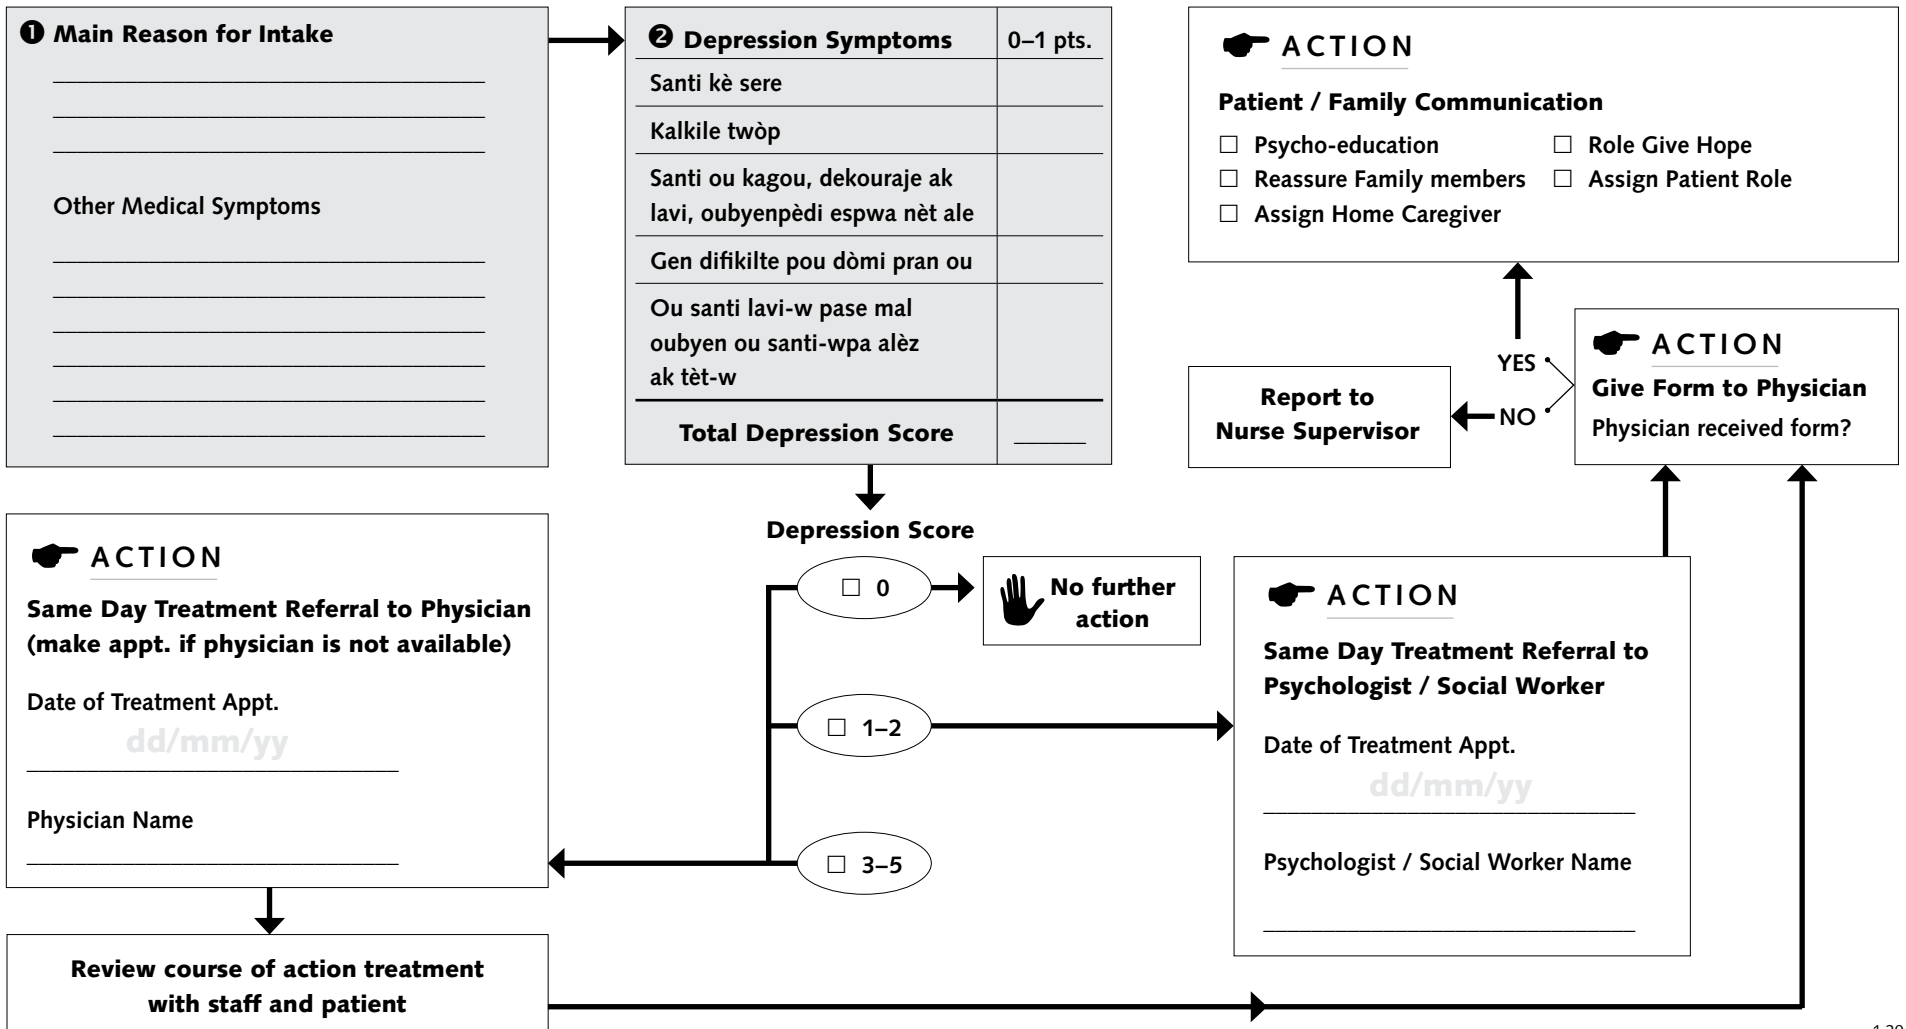 ❶ Main Reason for Intake
Other Medical Symptoms
❷ Depression Symptoms 0–1 pts.
Santi kè sere
Kalkile twòp
Santi ou kagou, dekouraje ak
lavi, oubyenpèdi espwa nèt ale
Gen difikilte pou dòmi pran ou
Ou santi lavi-w pase mal
oubyen ou santi-wpa alèz
ak tèt-w
Total Depression Score
ACTION
Patient / Family Communication
☐ Psycho-education ☐ Role Give Hope
☐ Reassure Family members ☐ Assign Patient Role
☐ Assign Home Caregiver
ACTION
Give Form to Physician
Physician received form?
YES
NO
Report to
Nurse Supervisor
Depression Score
☐ 0
☐ 1–2
☐ 3–5
No further
action
ACTION
Same Day Treatment Referral to Physician
(make appt. if physician is not available)
Date of Treatment Appt.
dd/mm/yy
Physician Name
ACTION
Same Day Treatment Referral to
Psychologist / Social Worker
Date of Treatment Appt.
dd/mm/yy
Psychologist / Social Worker Name
Review course of action treatment
with staff and patient